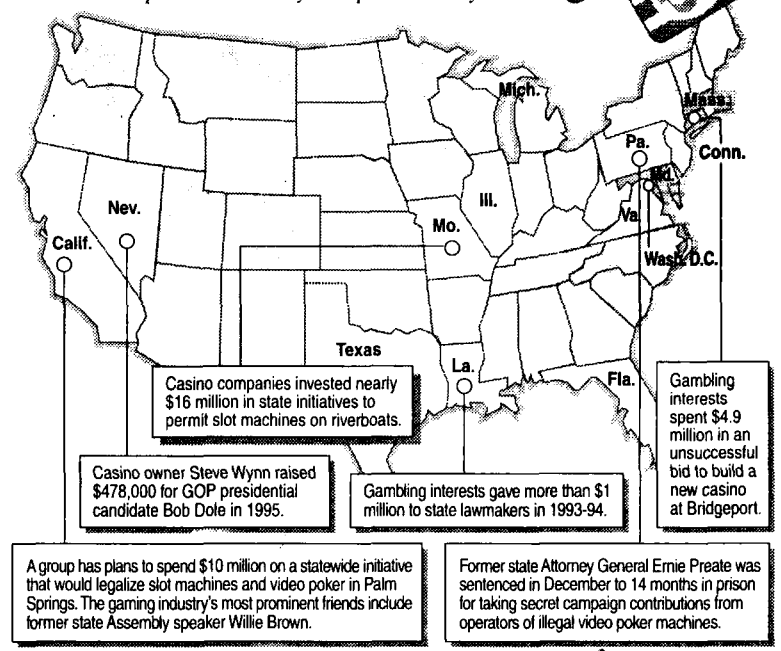 Mich.
Mass.
Pa.
Conn.
Md.
Nev.
Ill.
Va.
Mo.
Calif.
Wash. D.C.
Texas
La.
Fla.
Casino companies invested nearly
$16 million in state initiatives to
permit slot machines on riverboats.
Gambling
interests
spent $4.9
million in an
unsuccessful
bid to build a
new casino
at Bridgeport.
Casino owner Steve Wynn raised
$478,000 for GOP presidential
candidate Bob Dole in 1995.
Gambling interests gave more than $1
million to state lawmakers in 1993-94.
A group has plans to spend $10 million on a statewide initiative
that would legalize slot machines and video poker in Palm
Springs. The gaming industry's most prominent friends include
former state Assembly speaker Willie Brown.
Former state Attorney General Ernie Preate was
sentenced in December to 14 months in prison
for taking secret campaign contributions from
operators of illegal video poker machines.